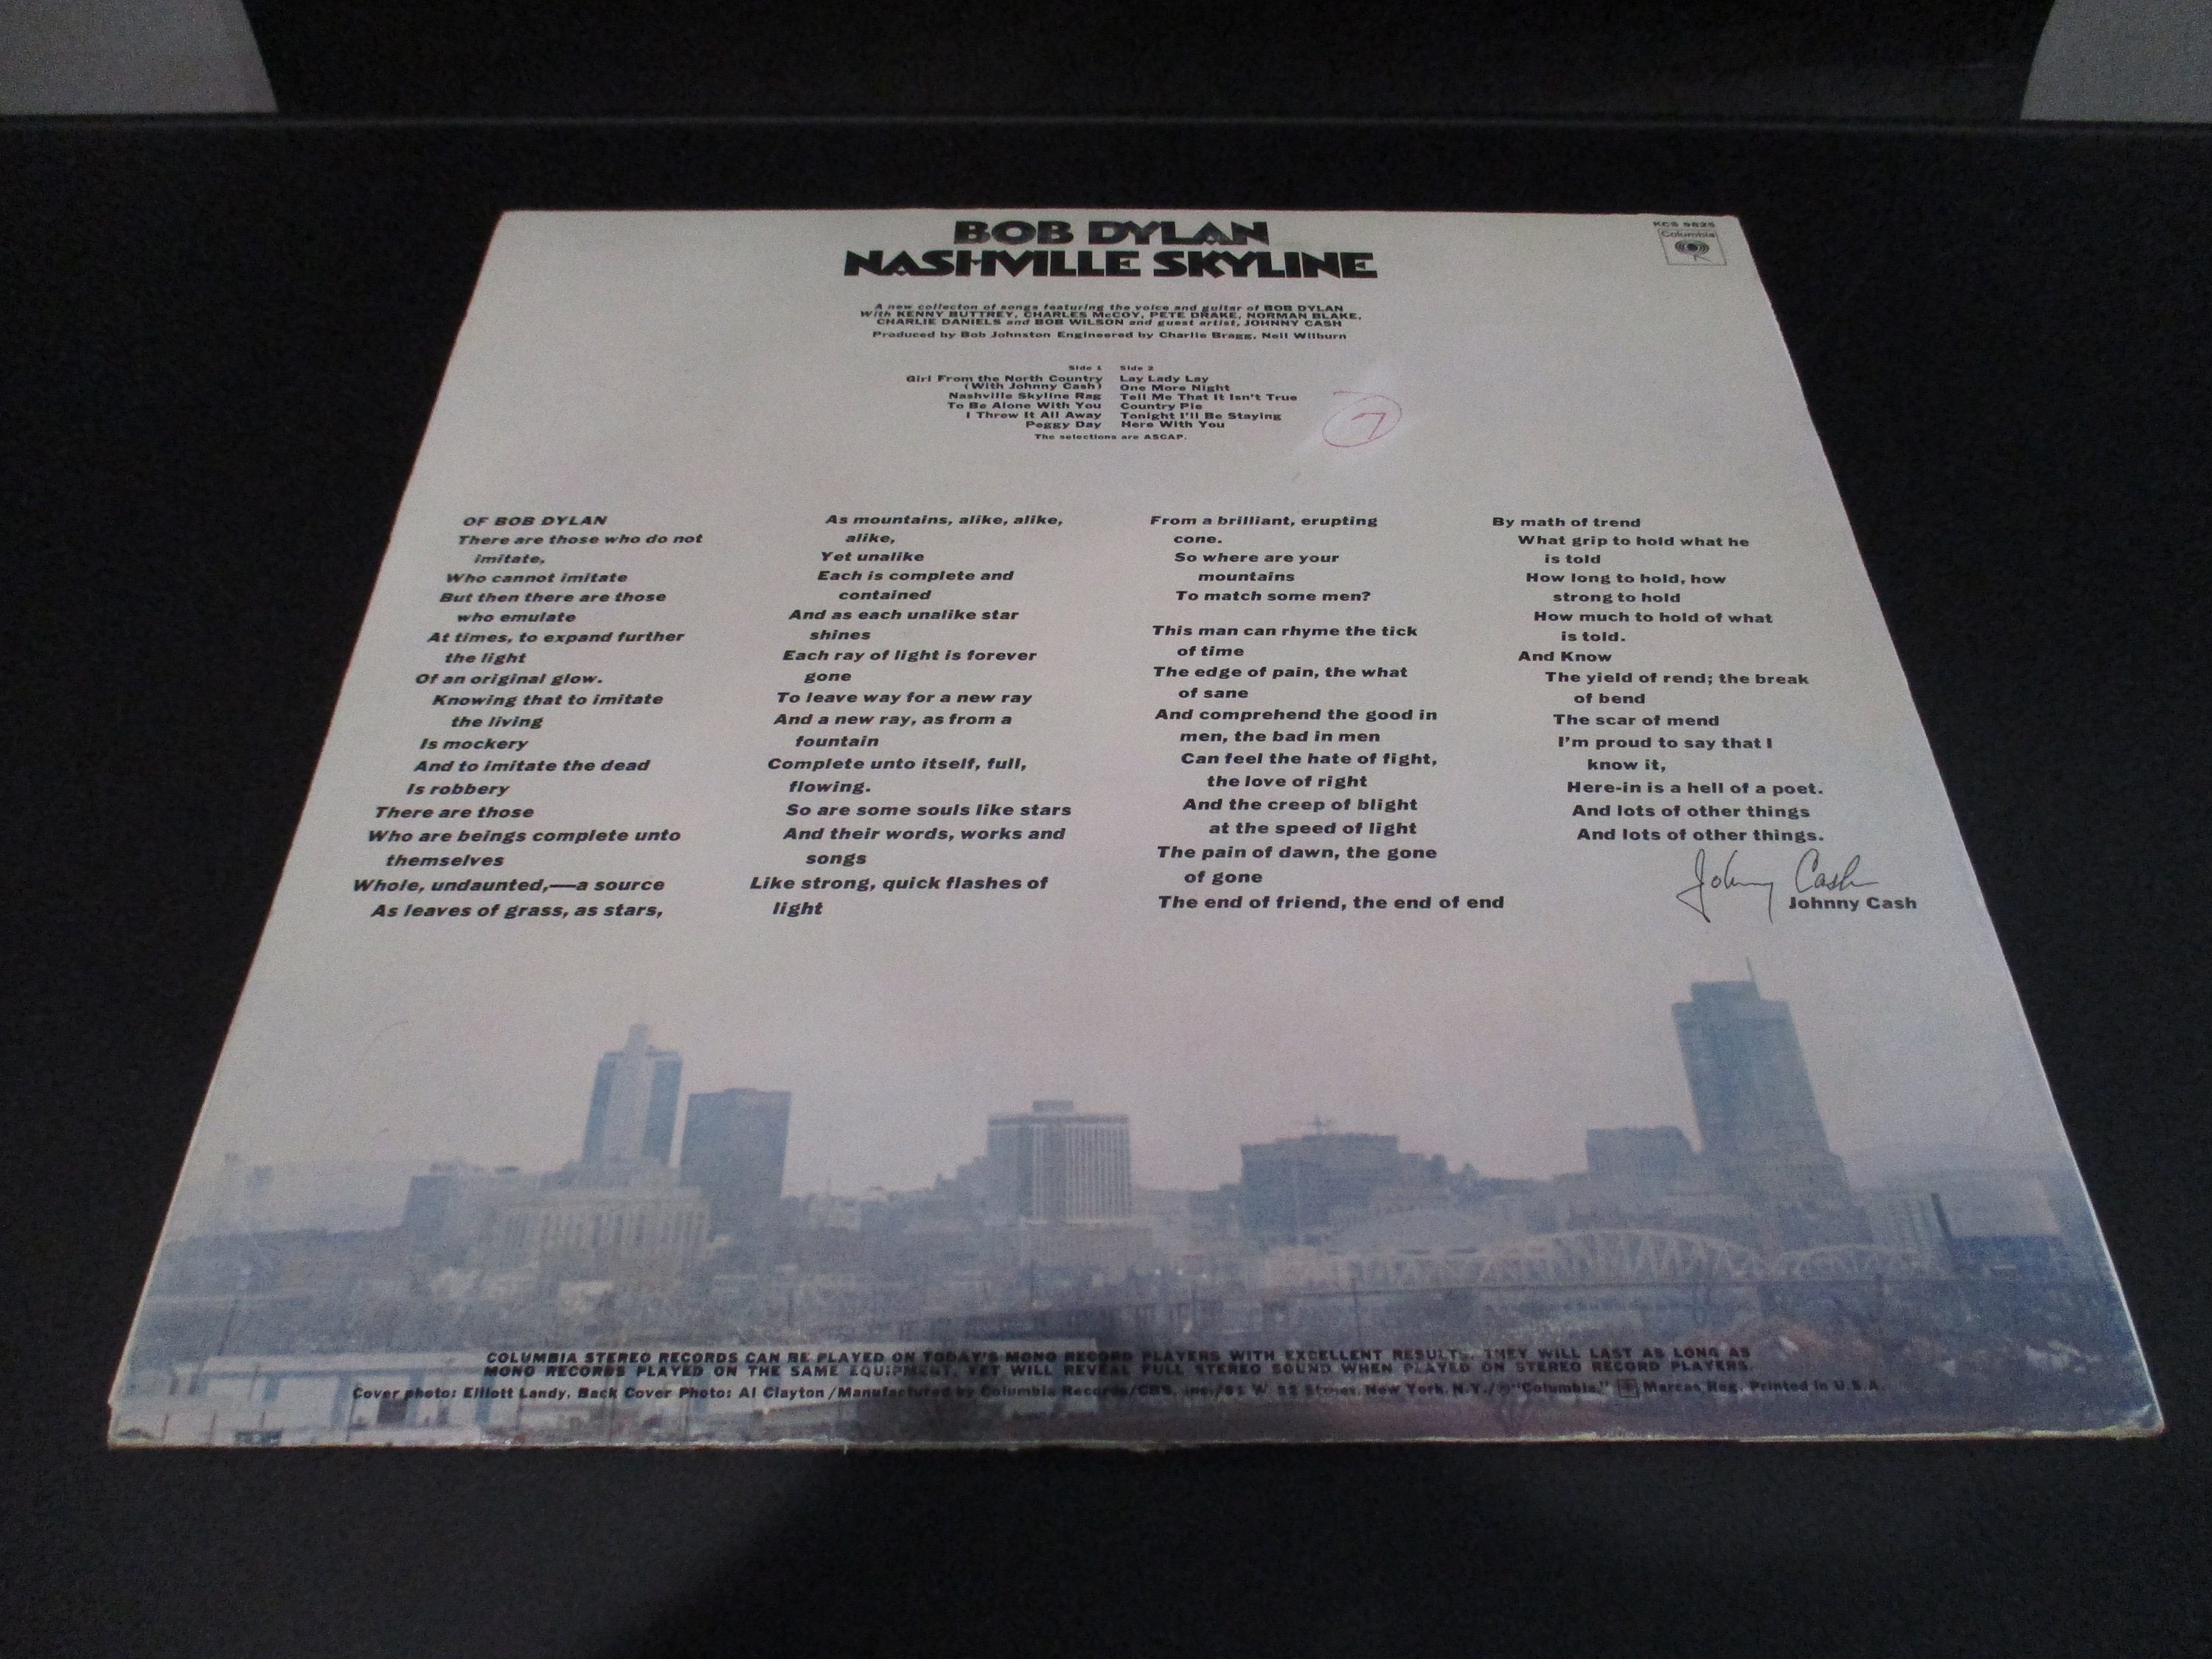 BOB DYLAN
NASHVILLE SKYLINE
KCS 9825
Columbia
A new collecton of songs featuring the voice and guitar of BOB DYLAN
With KENNY BUTTREY, CHARLES McCOY, PETE DRAKE, NORMAN BLAKE,
CHARLIE DANIELS and BOB WILSON and guest artist, JOHNNY CASH
Produced by Bob Johnston Engineered by Charlie Bragg, Neil Wilburn
Side 1
Girl From the North Country
(With Johnny Cash)
Nashville Skyline Rag
To Be Alone With You
I Threw It All Away
Peggy Day
Side 2
Lay Lady Lay
One More Night
Tell Me That It Isn't True
Country Pie
Tonight I'll Be Staying
Here With You
The selections are ASCAP.
7
OF BOB DYLAN
There are those who do not
imitate,
Who cannot imitate
But then there are those
who emulate
At times, to expand further
the light
Of an original glow.
Knowing that to imitate
the living
Is mockery
And to imitate the dead
Is robbery
There are those
Who are beings complete unto
themselves
Whole, undaunted,—a source
As leaves of grass, as stars,
As mountains, alike, alike,
alike,
Yet unalike
Each is complete and
contained
And as each unalike star
shines
Each ray of light is forever
gone
To leave way for a new ray
And a new ray, as from a
fountain
Complete unto itself, full,
flowing.
So are some souls like stars
And their words, works and
songs
Like strong, quick flashes of
light
From a brilliant, erupting
cone.
So where are your
mountains
To match some men?
This man can rhyme the tick
of time
The edge of pain, the what
of sane
And comprehend the good in
men, the bad in men
Can feel the hate of fight,
the love of right
And the creep of blight
at the speed of light
The pain of dawn, the gone
of gone
The end of friend, the end of end
By math of trend
What grip to hold what he
is told
How long to hold, how
strong to hold
How much to hold of what
is told.
And Know
The yield of rend; the break
of bend
The scar of mend
I'm proud to say that I
know it,
Here-in is a hell of a poet.
And lots of other things
And lots of other things.
Johnny Cash
Johnny Cash
COLUMBIA STEREO RECORDS CAN BE PLAYED ON TODAY'S MONO RECORD PLAYERS WITH EXCELLENT RESULTS. THEY WILL LAST AS LONG AS
MONO RECORDS PLAYED ON THE SAME EQUIPMENT, YET WILL REVEAL FULL STEREO SOUND WHEN PLAYED ON STEREO RECORD PLAYERS.
Cover photo: Elliott Landy, Back Cover Photo: Al Clayton /Manufactured by Columbia Records/CBS, Inc./51 W. 52 Street, New York, N.Y./® "Columbia," Marcas Reg. Printed in U.S.A.